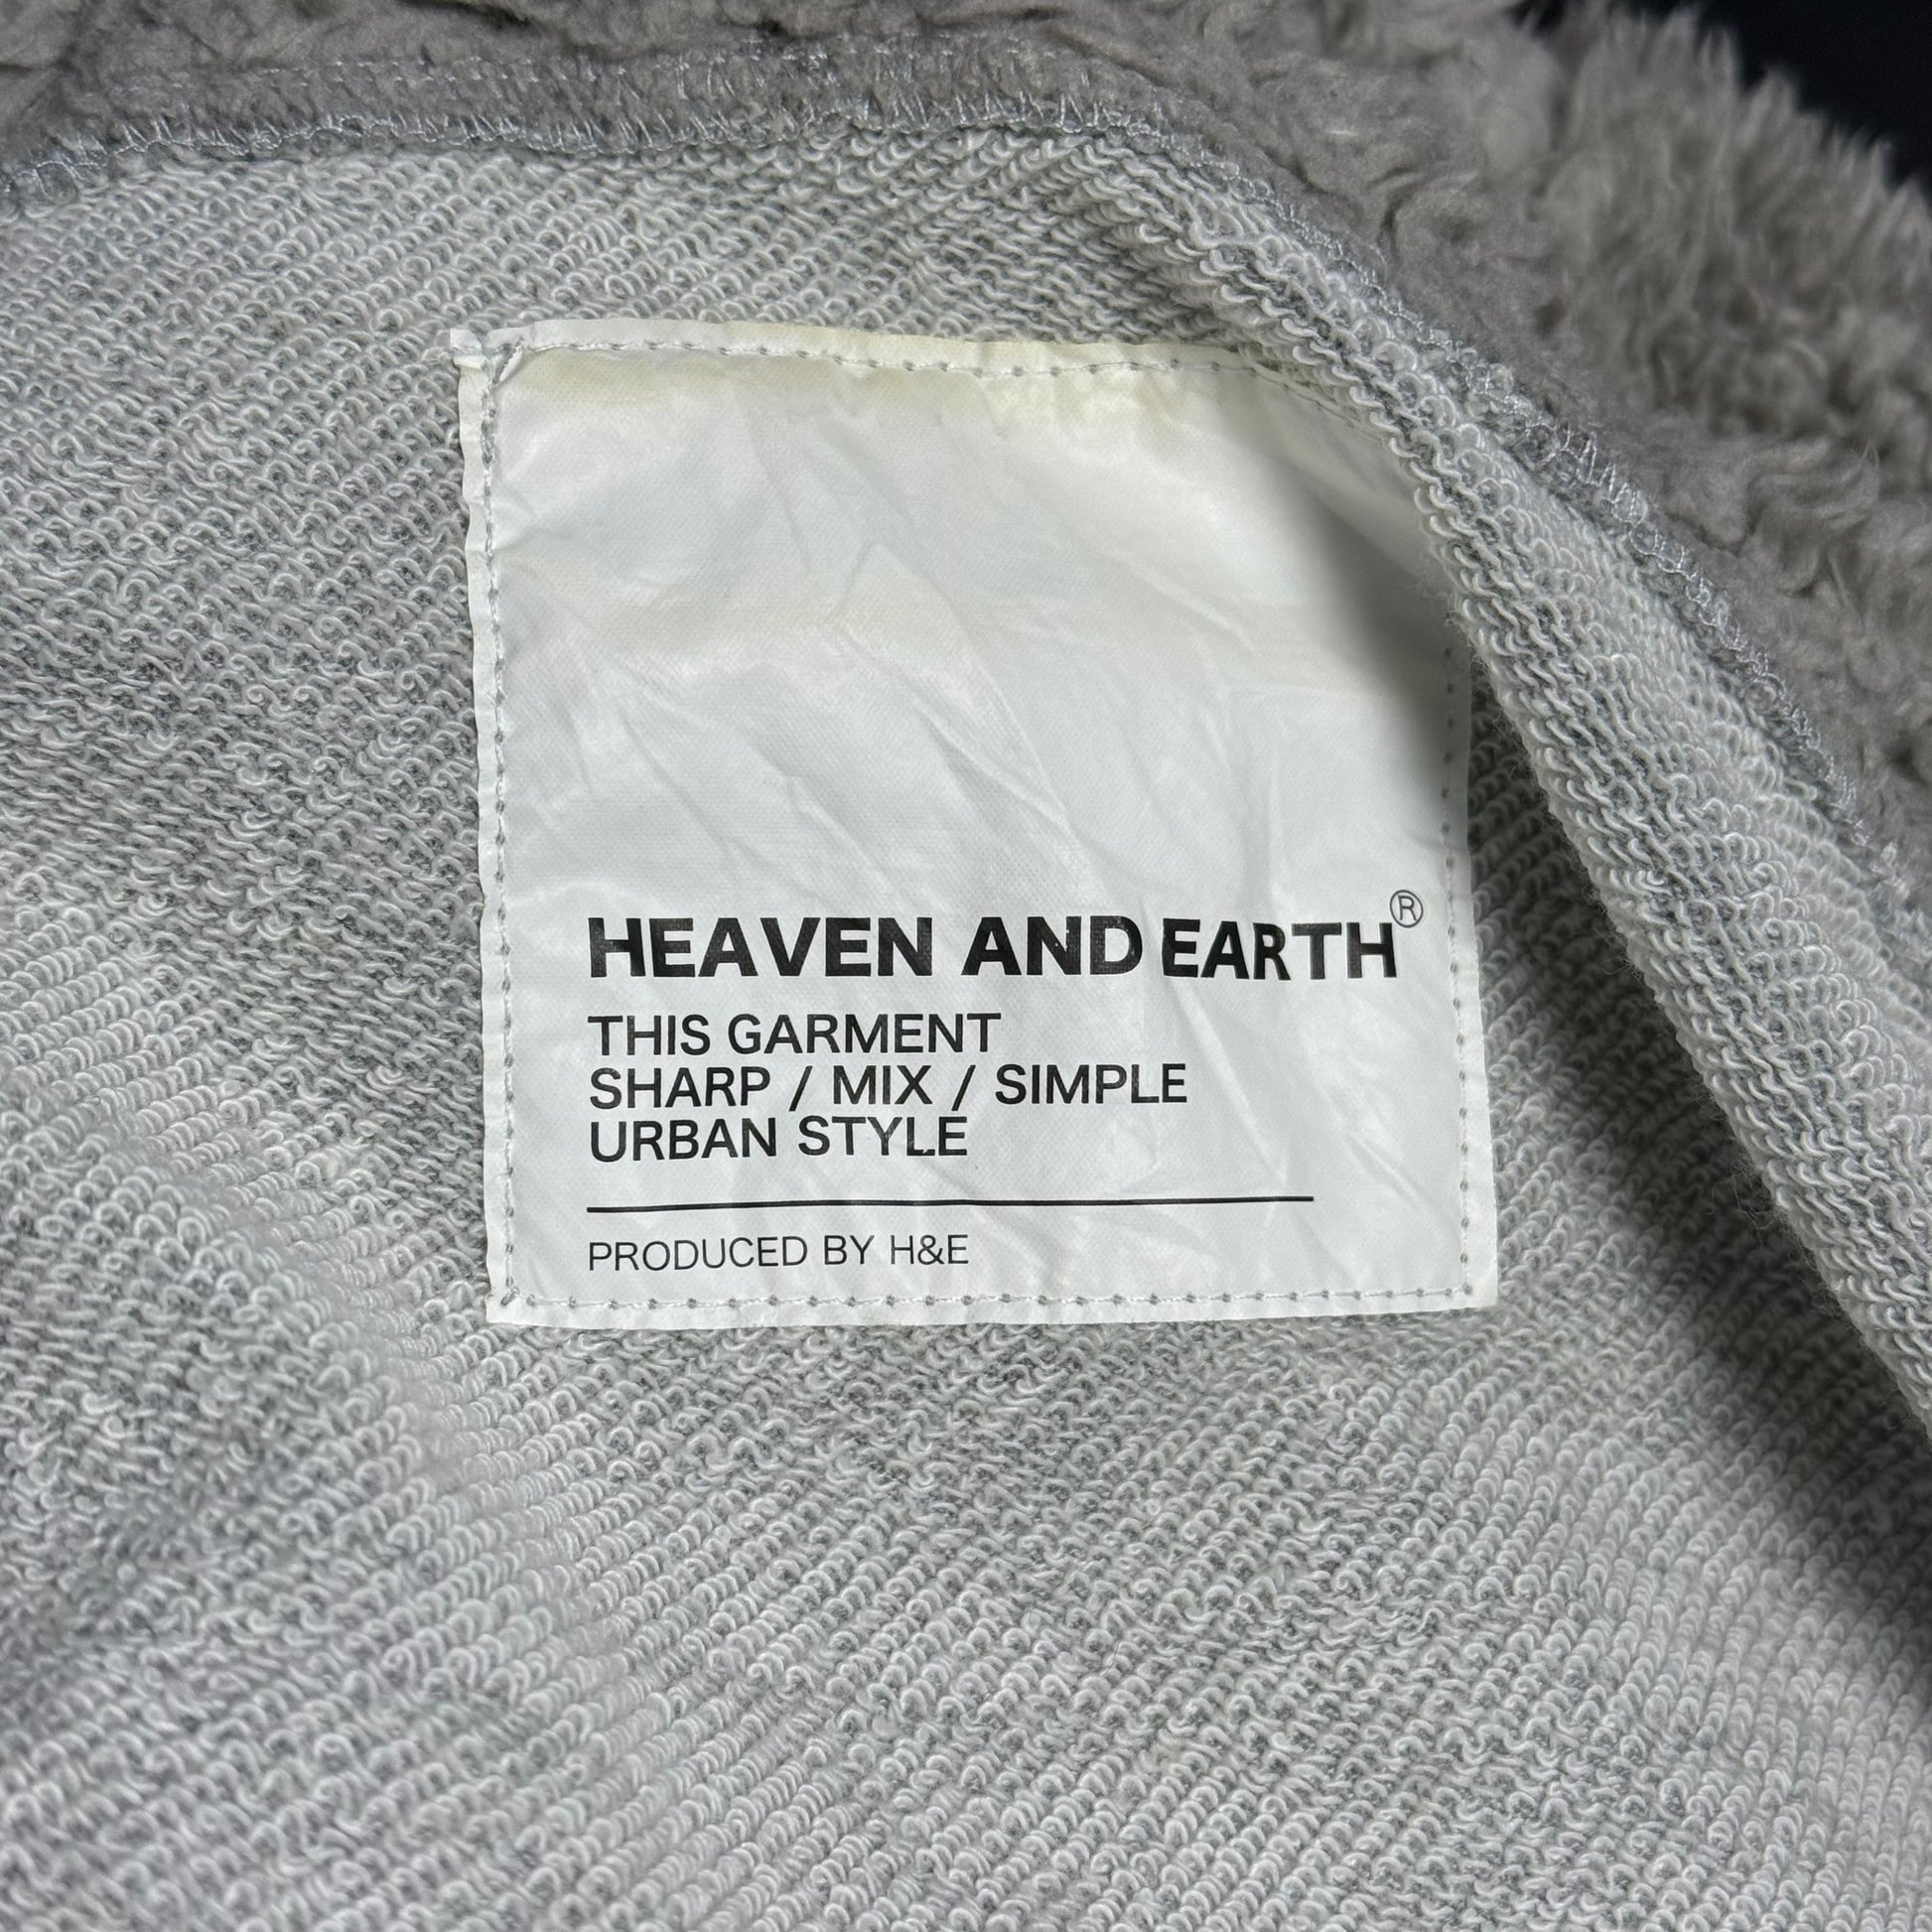 HEAVEN AND EARTH®
THIS GARMENT
SHARP / MIX / SIMPLE
URBAN STYLE
PRODUCED BY H&E